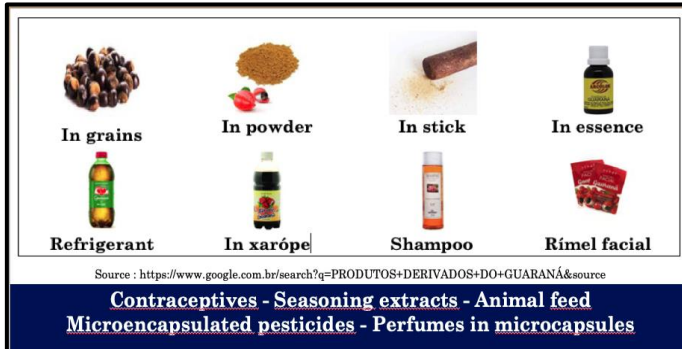 In grains
In powder
In stick
In essence
Refrigerant
In xarópe
Shampoo
Rímel facial
Source : https://www.google.com.br/search?q=PRODUTOS+DERIVADOS+DO+GUARANÁ&source
Contraceptives - Seasoning extracts - Animal feed
Microencapsulated pesticides - Perfumes in microcapsules